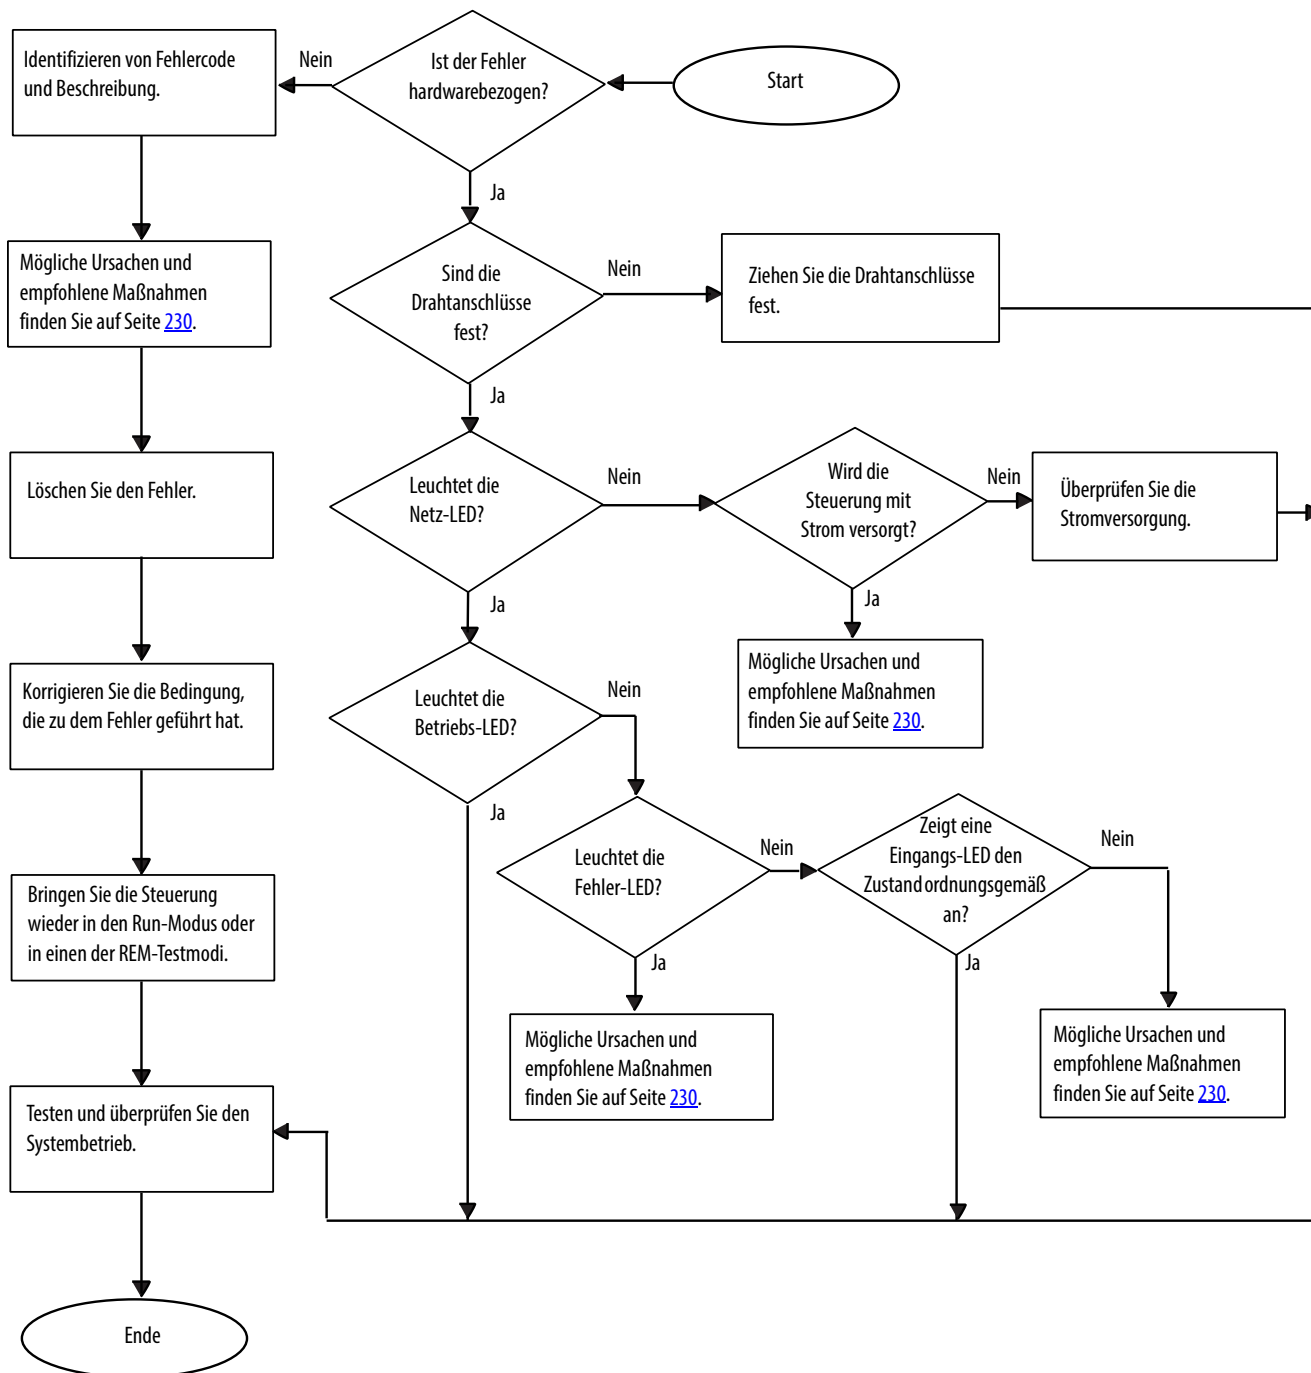 Start
Ist der Fehler
hardwarebezogen?
Nein
Identifizieren von Fehlercode
und Beschreibung.
Ja
Mögliche Ursachen und
empfohlene Maßnahmen
finden Sie auf Seite 230.
Sind die
Drahtanschlüsse
fest?
Nein
Ziehen Sie die Drahtanschlüsse
fest.
Ja
Löschen Sie den Fehler.
Leuchtet die
Netz-LED?
Nein
Wird die
Steuerung mit
Strom versorgt?
Nein
Überprüfen Sie die
Stromversorgung.
Ja
Ja
Mögliche Ursachen und
empfohlene Maßnahmen
finden Sie auf Seite 230.
Korrigieren Sie die Bedingung,
die zu dem Fehler geführt hat.
Leuchtet die
Betriebs-LED?
Nein
Ja
Leuchtet die
Fehler-LED?
Nein
Zeigt eine
Eingangs-LED den
Zustand ordnungsgemäß
an?
Nein
Bringen Sie die Steuerung
wieder in den Run-Modus oder
in einen der REM-Testmodi.
Ja
Ja
Mögliche Ursachen und
empfohlene Maßnahmen
finden Sie auf Seite 230.
Mögliche Ursachen und
empfohlene Maßnahmen
finden Sie auf Seite 230.
Testen und überprüfen Sie den
Systembetrieb.
Ende